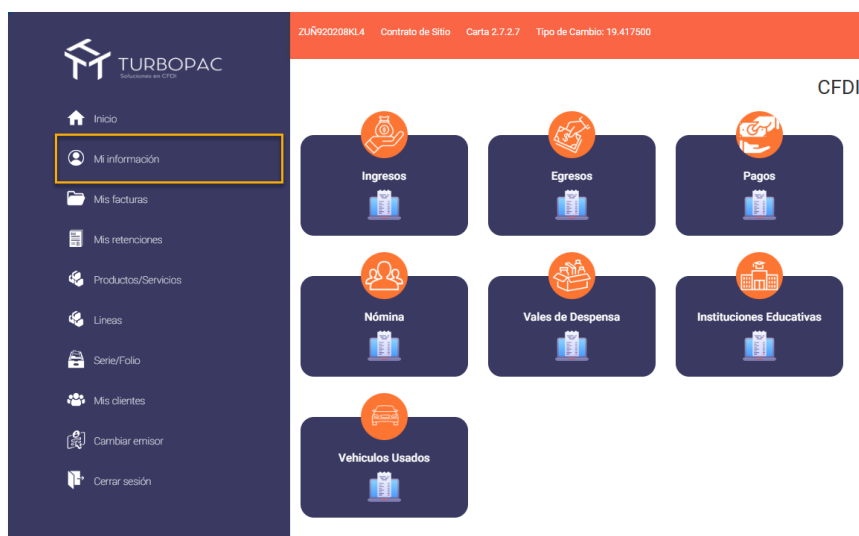 TURBOPAC
Soluciones en CFDI
Inicio
Mi información
Mis facturas
Mis retenciones
Productos/Servicios
Lineas
Serie/Folio
Mis clientes
Cambiar emisor
Cerrar sesión
ZUÑ920208KL4 Contrato de Sitio Carta 2.7.2.7 Tipo de Cambio: 19.417500
CFDI
Ingresos Egresos Pagos
Nómina Vales de Despensa Instituciones Educativas
Vehiculos Usados